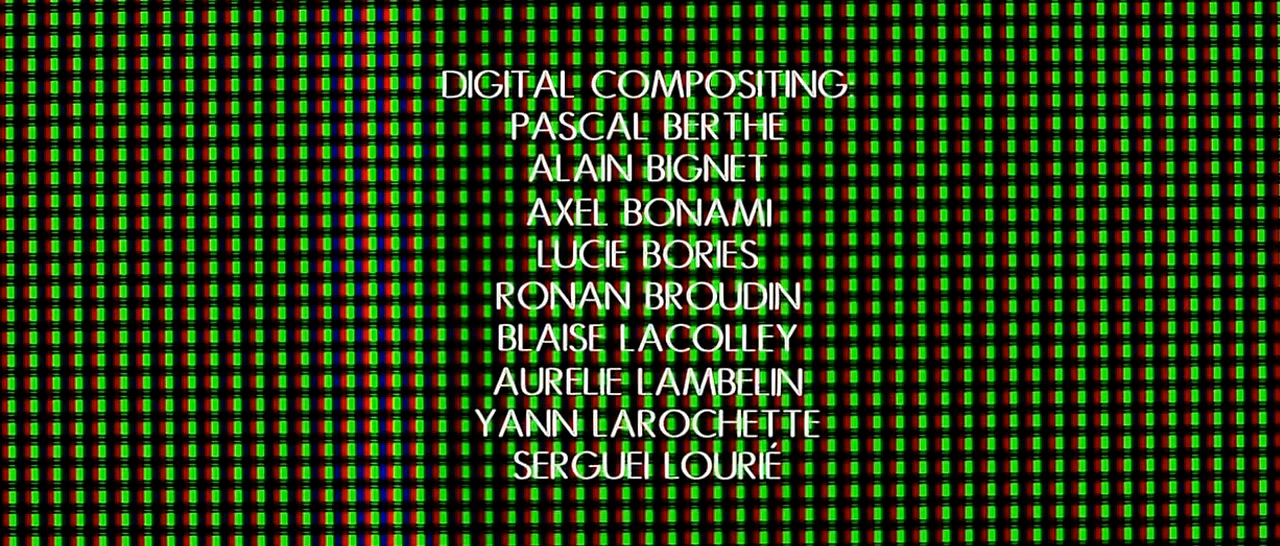 DIGITAL COMPOSITING
PASCAL BERTHE
ALAIN BIGNET
AXEL BONAMI
LUCIE BORIES
RONAN BROUDIN
BLAISE LACOLLEY
AURELIE LAMBELIN
YANN LAROCHETTE
SERGUEI LOURIÉ